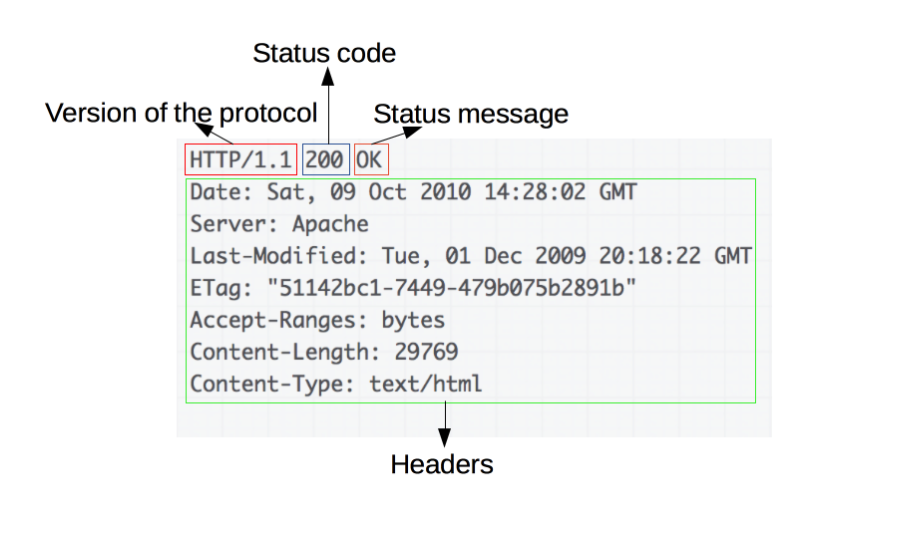 Status code
Version of the protocol
Status message
HTTP/1.1 200 OK
Date: Sat, 09 Oct 2010 14:28:02 GMT
Server: Apache
Last-Modified: Tue, 01 Dec 2009 20:18:22 GMT
ETag: "51142bc1-7449-479b075b2891b"
Accept-Ranges: bytes
Content-Length: 29769
Content-Type: text/html
Headers